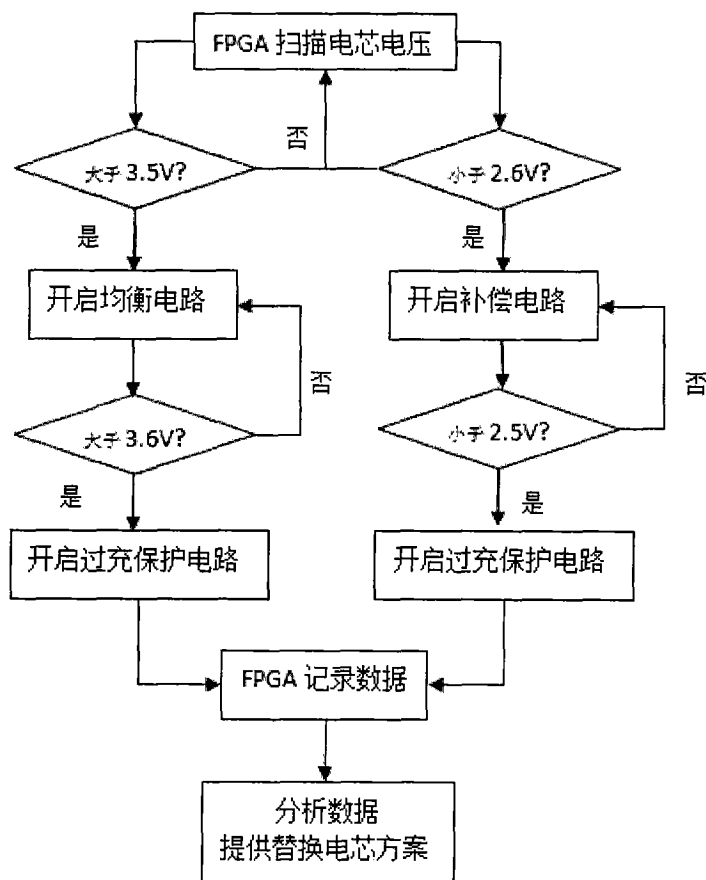 FPGA 扫描电芯电压
否
大于 3.5V?
小于 2.6V?
是
是
开启均衡电路
开启补偿电路
否
否
大于 3.6V?
小于 2.5V?
是
是
开启过充保护电路
开启过充保护电路
FPGA 记录数据
分析数据
提供替换电芯方案